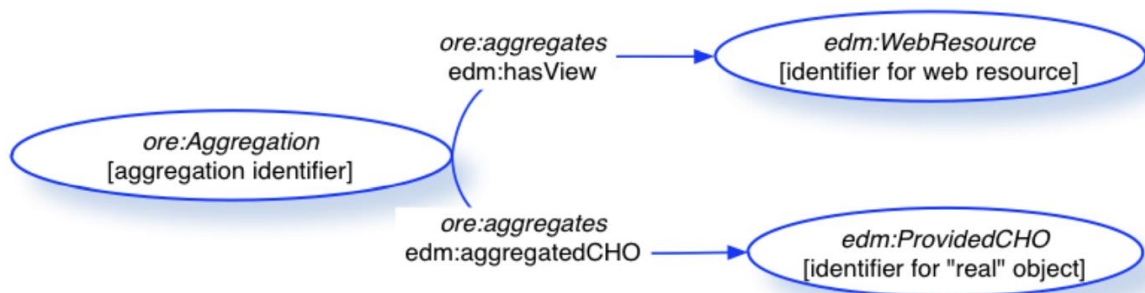 ore:aggregates
edm:hasView
edm:WebResource
[identifier for web resource]
ore:Aggregation
[aggregation identifier]
ore:aggregates
edm:aggregatedCHO
edm:ProvidedCHO
[identifier for "real" object]